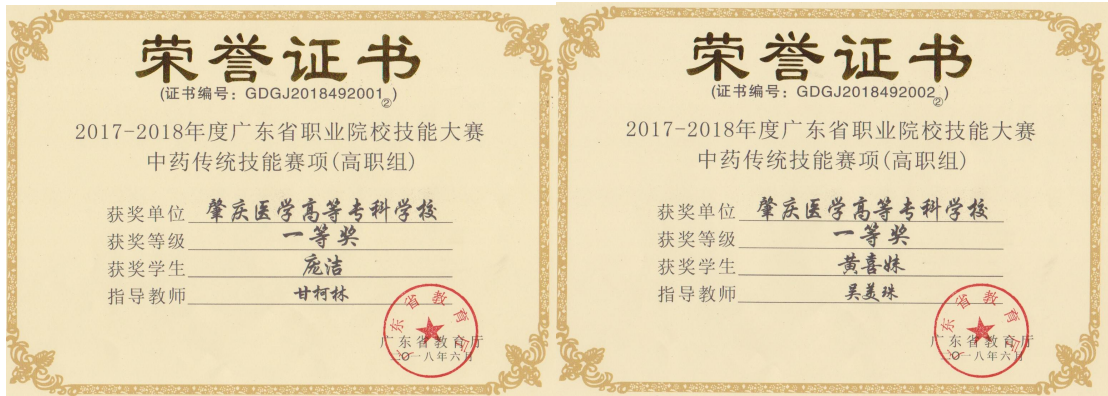 荣誉证书
(证书编号：GDGJ2018492001②)
2017-2018年度广东省职业院校技能大赛
中药传统技能赛项(高职组)
获奖单位 肇庆医学高等专科学校
获奖等级 一等奖
获奖学生 庞洁
指导教师 甘柯林
广东省教育厅
广东省教育厅
二〇一八年六月
荣誉证书
(证书编号：GDGJ2018492002②)
2017-2018年度广东省职业院校技能大赛
中药传统技能赛项(高职组)
获奖单位 肇庆医学高等专科学校
获奖等级 一等奖
获奖学生 黄喜妹
指导教师 吴美珠
广东省教育厅
广东省教育厅
二〇一八年六月